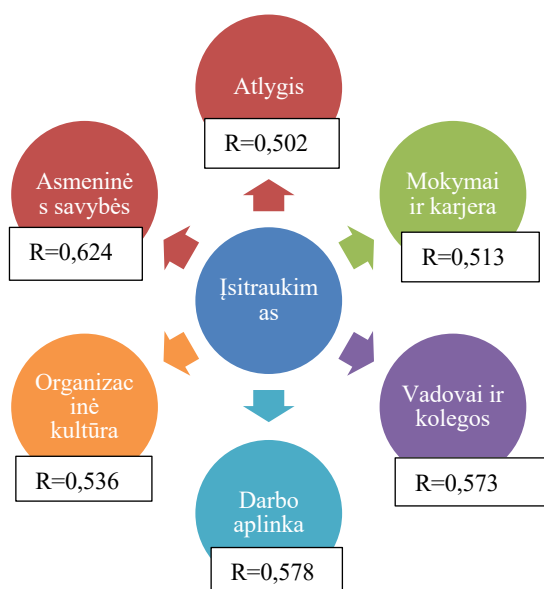 Atlygis
R=0,502
Asmeninė
s savybės
R=0,624
Mokymai
ir karjera
R=0,513
Įsitraukim
as
Organizac
inė
kultūra
R=0,536
Vadovai ir
kolegos
R=0,573
Darbo
aplinka
R=0,578